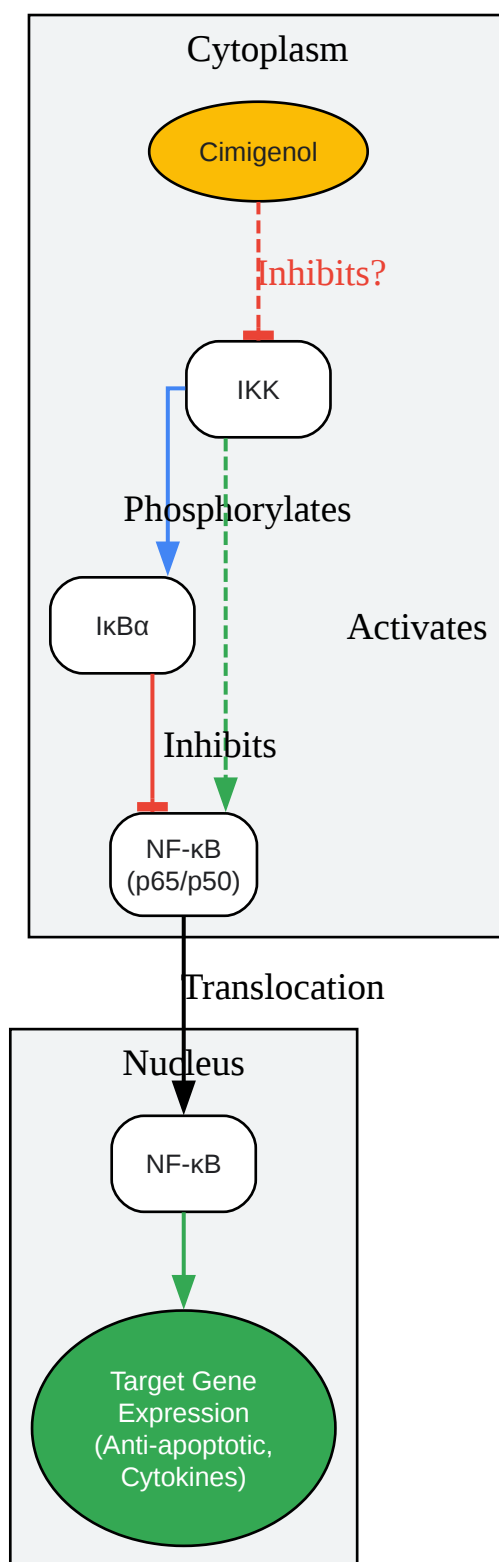 Cytoplasm
Cimigenol
Inhibits?
IKK
Phosphorylates
IκBα
Activates
Inhibits
NF-κB
(p65/p50)
Translocation
Nucleus
NF-κB
Target Gene
Expression
(Anti-apoptotic,
Cytokines)